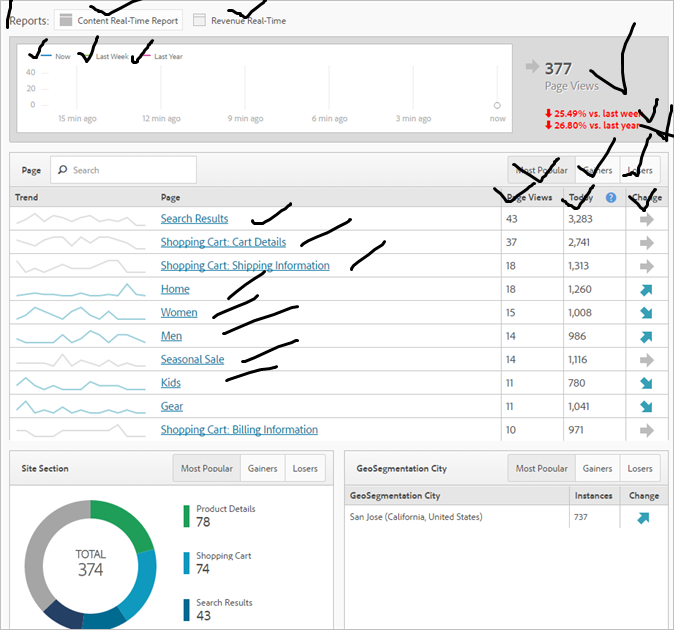 Reports: Content Real-Time Report Revenue Real-Time
Now Last Week Last Year
40
20
0
15 min ago 12 min ago 9 min ago 6 min ago 3 min ago now
377
Page Views
25.49% vs. last week
26.80% vs. last year
Page Search Most Popular Gainers Losers
Trend Page Page Views Today ? Change
Search Results 43 3,283
Shopping Cart: Cart Details 37 2,741
Shopping Cart: Shipping Information 18 1,313
Home 18 1,260
Women 15 1,008
Men 14 986
Seasonal Sale 14 1,116
Kids 11 780
Gear 11 1,041
Shopping Cart: Billing Information 10 971
Site Section Most Popular Gainers Losers
Product Details
78
Shopping Cart
74
Search Results
43
TOTAL
374
GeoSegmentation City Most Popular Gainers Losers
GeoSegmentation City Instances Change
San Jose (California, United States) 737